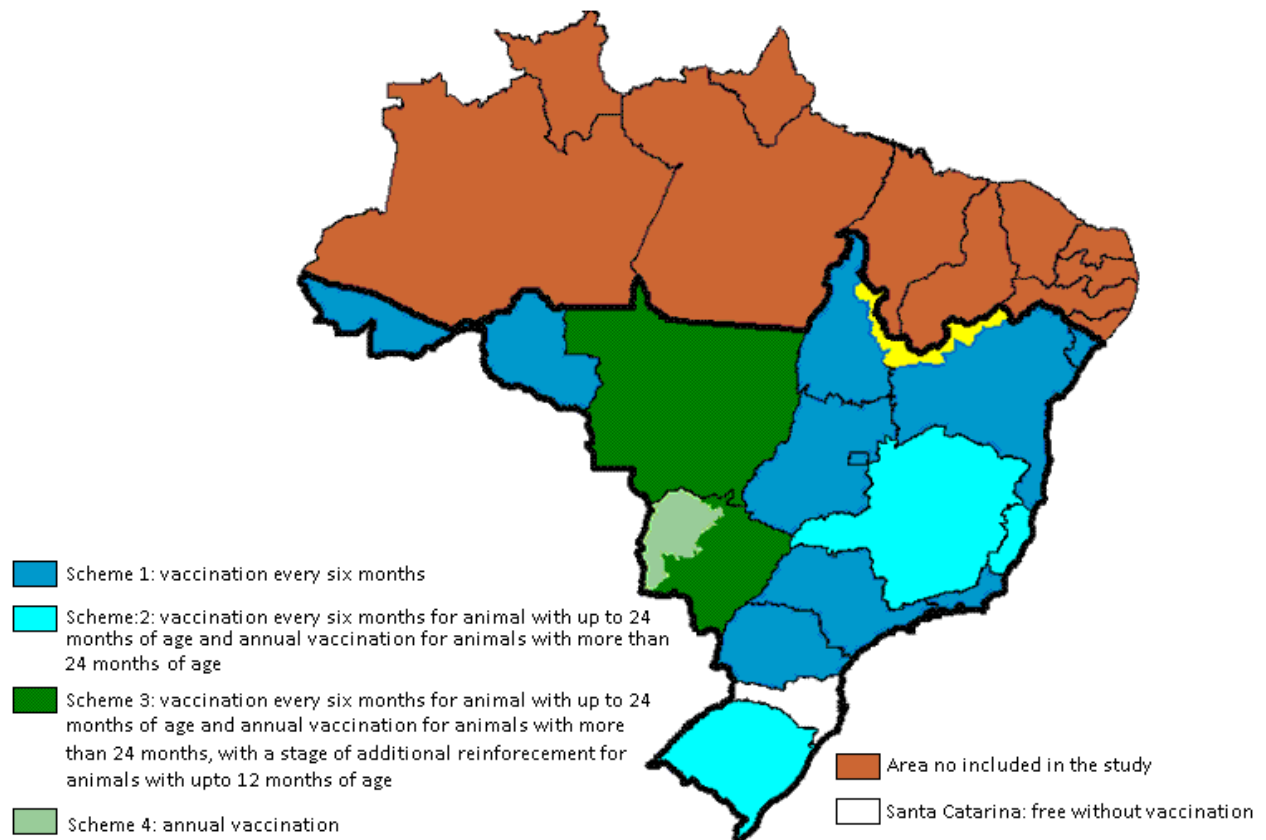 Scheme 1: vaccination every six months
Scheme:2: vaccination every six months for animal with up to 24
months of age and annual vaccination for animals with more than
24 months of age
Scheme 3: vaccination every six months for animal with up to 24
months of age and annual vaccination for animals with more
than 24 months, with a stage of additional reinforecement for
animals with upto 12 months of age
Scheme 4: annual vaccination
Area no included in the study
Santa Catarina: free without vaccination